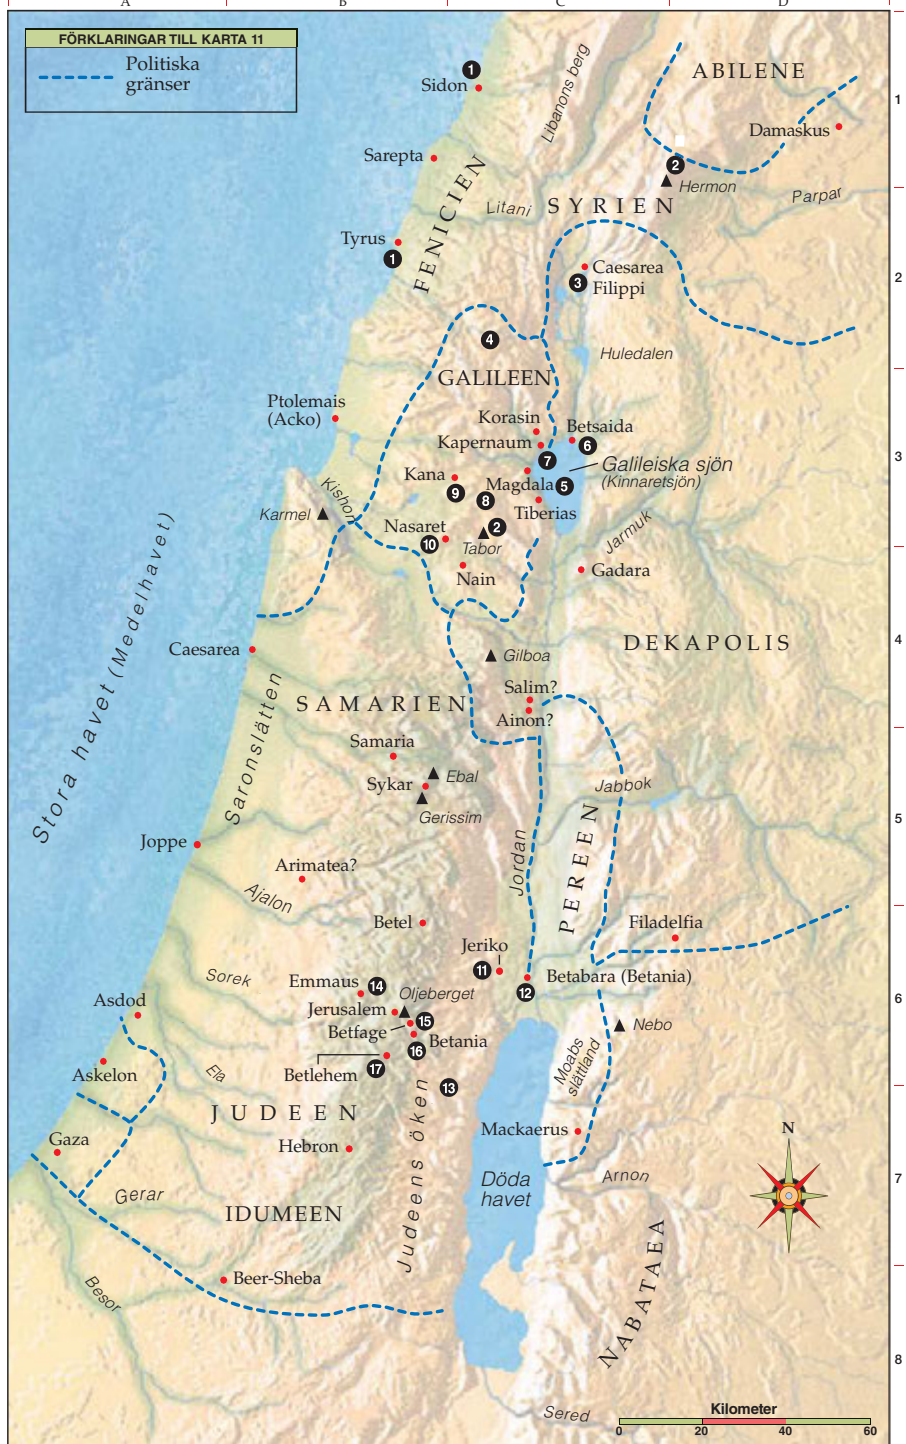 A
B
C
D
FÖRKLARINGAR TILL KARTA 11
Politiska
gränser
1
Sidon
Libanons berg
ABILENE
1
Damaskus
Sarepta
2
Hermon
Parpar
FENICIEN
Litani
SYRIEN
Tyrus
1
Caesarea
Filippi
3
2
4
Huledalen
GALILEEN
Ptolemais
(Acko)
Korasin
Betsaida
Kapernaum
6
7
Galileiska sjön
(Kinnaretsjön)
3
Kana
9
8
Magdala
5
Kishon
Karmel
Tiberias
Nasaret
10
2
Tabor
Jarmuk
Nain
Gadara
Stora havet (Medelhavet)
DEKAPOLIS
4
Caesarea
Gilboa
Salim?
Ainon?
SAMARIEN
Saronslätten
Samaria
Ebal
Sykar
Gerissim
Jabbok
5
Joppe
Jordan
PEREEN
Arimatea?
Ajalon
Betel
Filadelfia
Jeriko
11
Sorek
Emmaus
14
Betabara (Betania)
12
6
Asdod
Oljeberget
Jerusalem
15
Betfage
Betania
16
Nebo
Askelon
Ela
Betlehem
17
13
Moabs
slättland
JUDEEN
Mackaerus
Gaza
Hebron
Judeens öken
N
7
Gerar
Döda
havet
Arnon
IDUMEEN
Beer-Sheba
NABATAEA
Besor
8
Sered
Kilometer
0
20
40
60